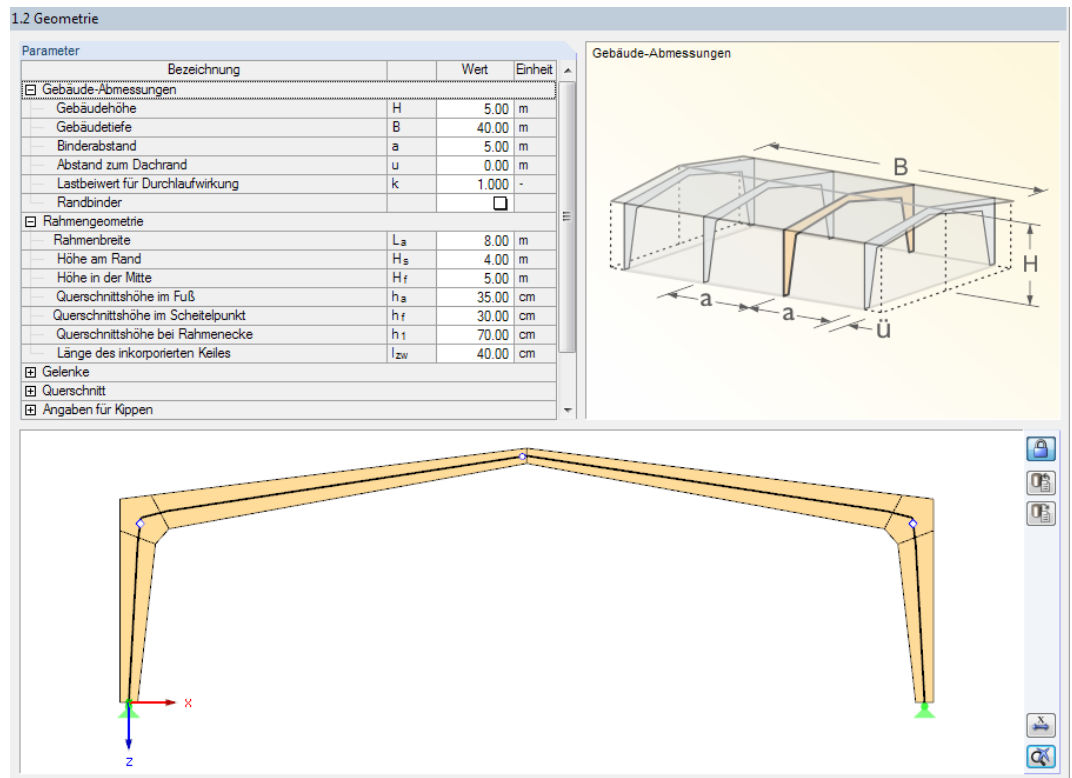 1.2 Geometrie
Parameter
Bezeichnung Wert Einheit
Gebäude-Abmessungen
Gebäudehöhe H 5.00 m
Gebäudetiefe B 40.00 m
Binderabstand a 5.00 m
Abstand zum Dachrand u 0.00 m
Lastbeiwert für Durchlaufwirkung k 1.000 -
Randbinder
Rahmengeometrie
Rahmenbreite La 8.00 m
Höhe am Rand Hs 4.00 m
Höhe in der Mitte Hf 5.00 m
Querschnittshöhe im Fuß ha 35.00 cm
Querschnittshöhe im Scheitelpunkt hf 30.00 cm
Querschnittshöhe bei Rahmenecke h1 70.00 cm
Länge des inkorporierten Keiles lzw 40.00 cm
Gelenke
Querschnitt
Angaben für Kippen
Gebäude-Abmessungen
B
H
a
a
ü
X
Z
x